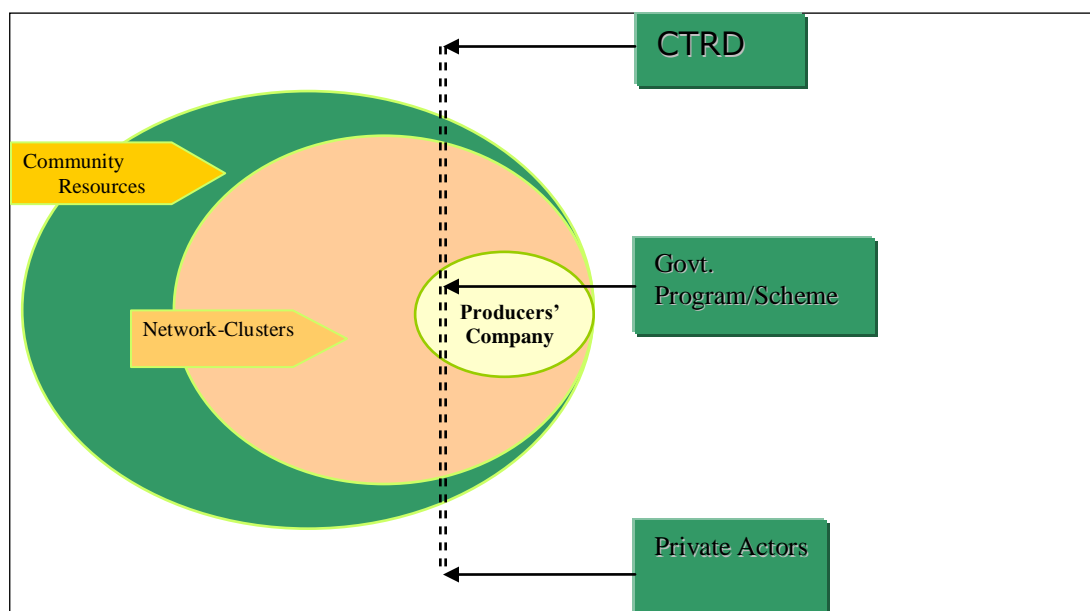 CTRD
Community
Resources
Govt.
Program/Scheme
Producers’
Company
Network-Clusters
Private Actors